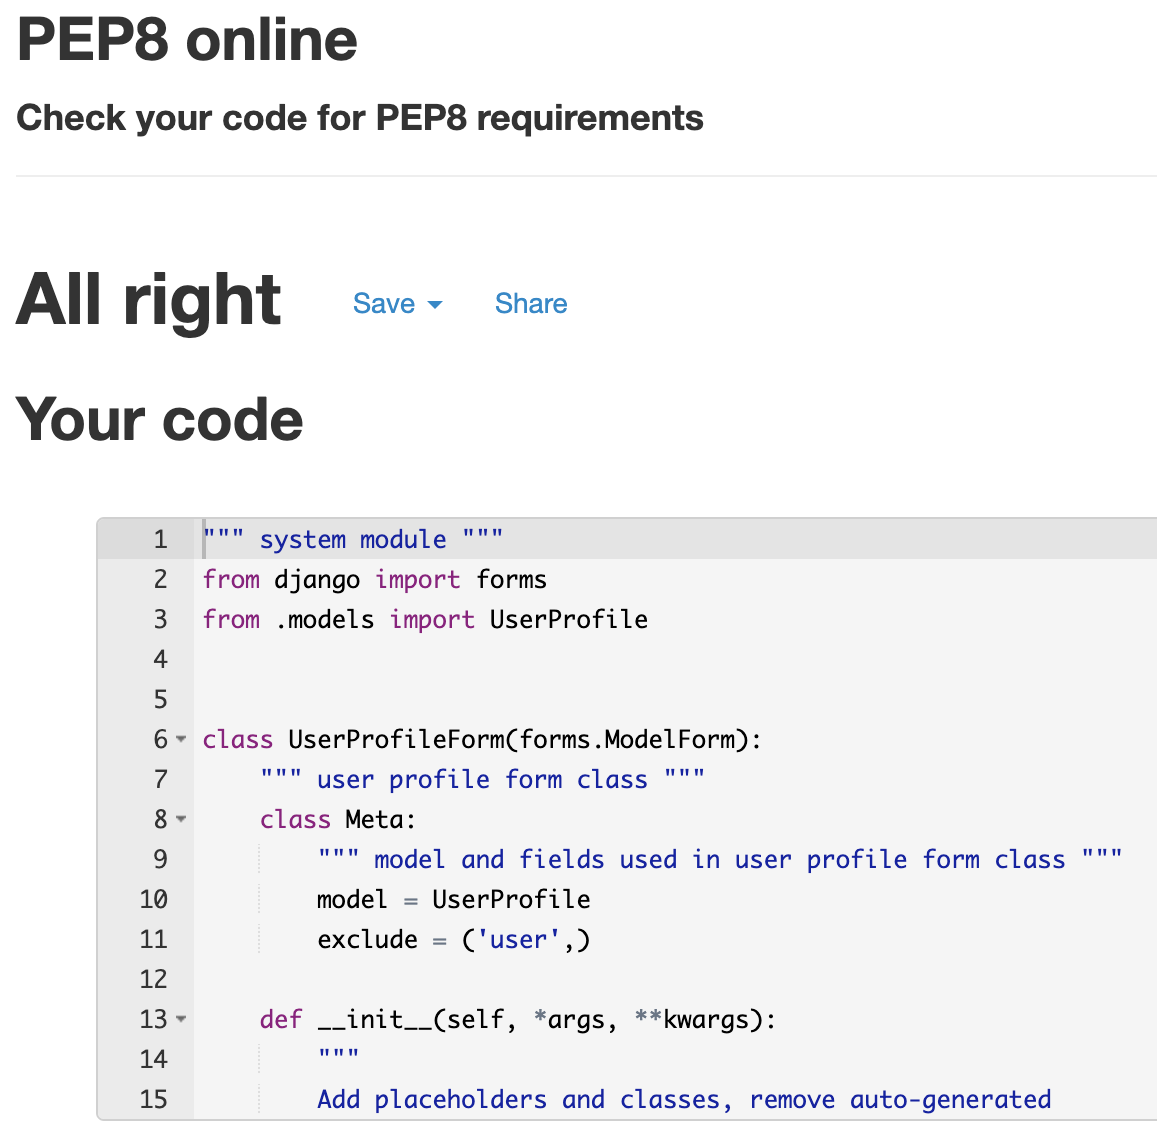 PEP8 online
Check your code for PEP8 requirements
All right Save Share
Your code
1 """ system module """
2 from django import forms
3 from .models import UserProfile
4
5
6 class UserProfileForm(forms.ModelForm):
7     """ user profile form class """
8     class Meta:
9         """ model and fields used in user profile form class """
10         model = UserProfile
11         exclude = ('user',)
12
13     def __init__(self, *args, **kwargs):
14         """
15         Add placeholders and classes, remove auto-generated